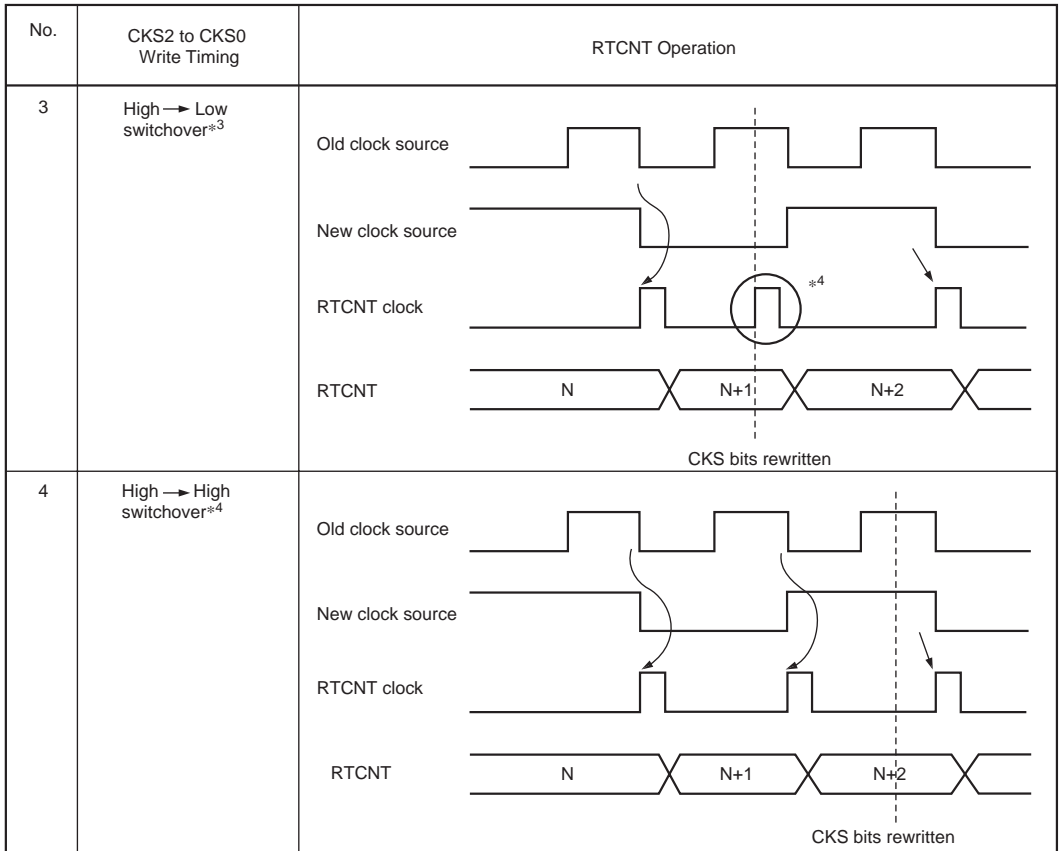 No.
CKS2 to CKS0
Write Timing
RTCNT Operation
3
High → Low
switchover*3
Old clock source
New clock source
RTCNT clock
*4
RTCNT
N
N+1
N+2
CKS bits rewritten
4
High → High
switchover*4
Old clock source
New clock source
RTCNT clock
RTCNT
N
N+1
N+2
CKS bits rewritten